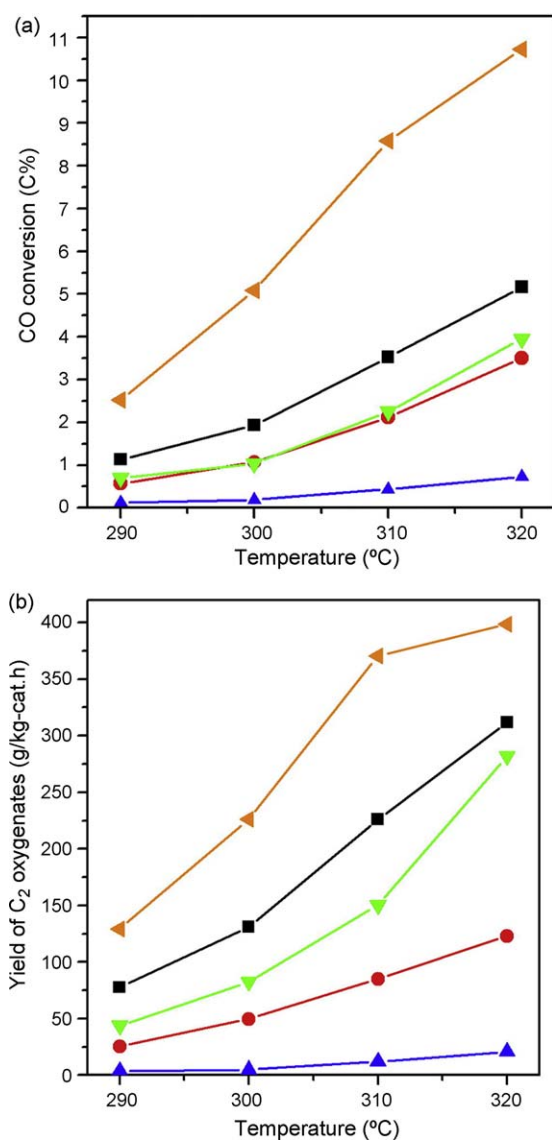 (a)
11
10
9
8
7
6
5
4
3
2
1
0
CO conversion (C%)
290 300 310 320
Temperature (ºC)
(b)
400
350
300
250
200
150
100
50
0
Yield of C₂ oxygenates (g/kg-cat.h)
290 300 310 320
Temperature (ºC)